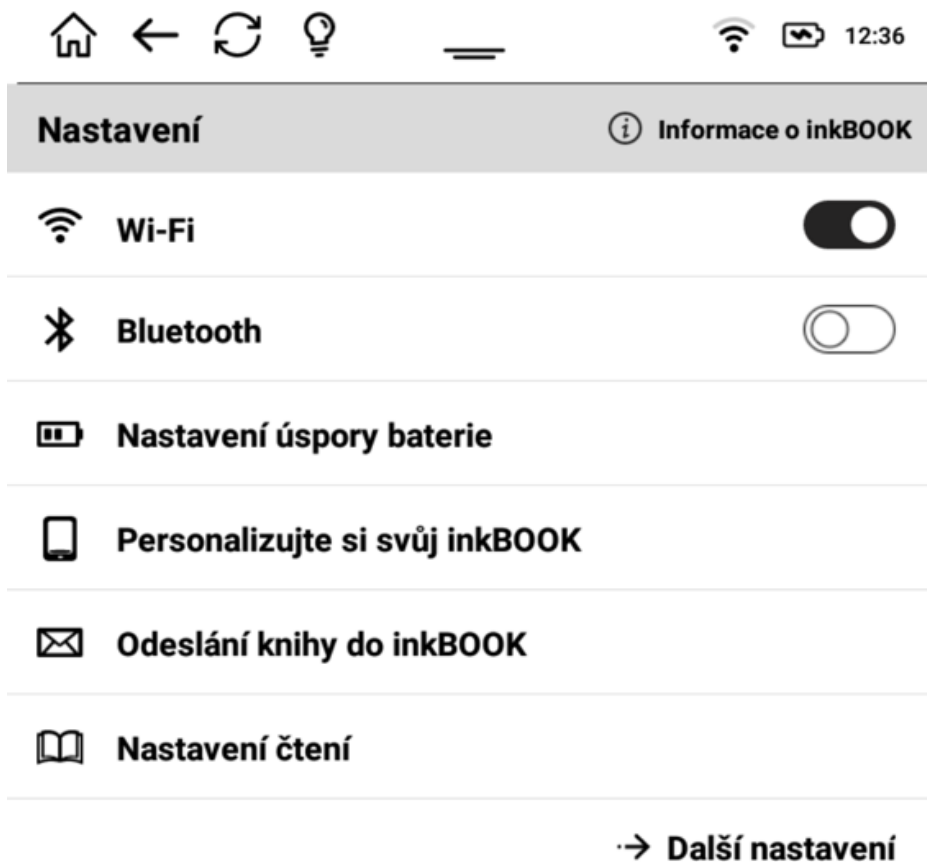 12:36
Nastavení
Informace o inkBOOK
Wi-Fi
Bluetooth
Nastavení úspory baterie
Personalizujte si svůj inkBOOK
Odeslání knihy do inkBOOK
Nastavení čtení
Další nastavení